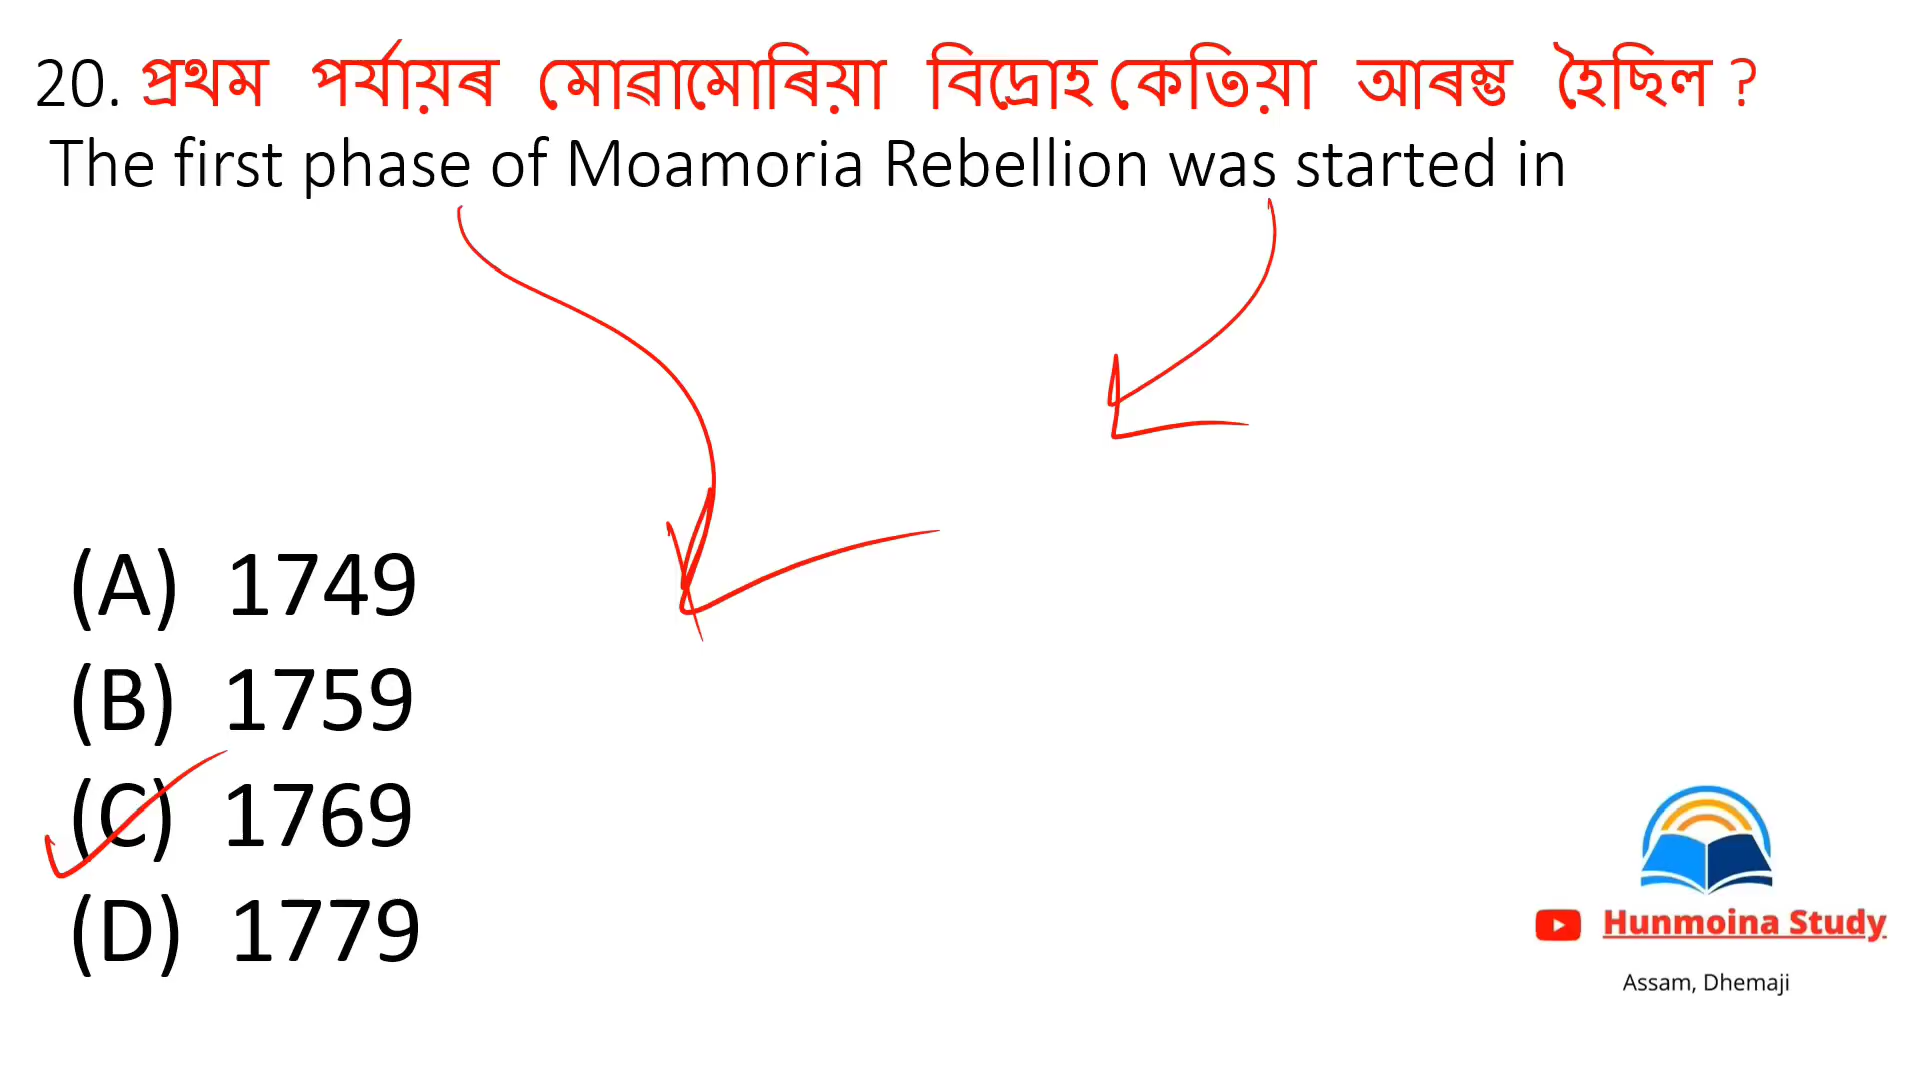 20. প্ৰথম পৰ্যায়ৰ মোৱামোৰিয়া বিদ্ৰোহ কেতিয়া আৰম্ভ হৈছিল ?
The first phase of Moamoria Rebellion was started in
(A) 1749
(B) 1759
(C) 1769
(D) 1779
Hunmoina Study
Assam, Dhemaji